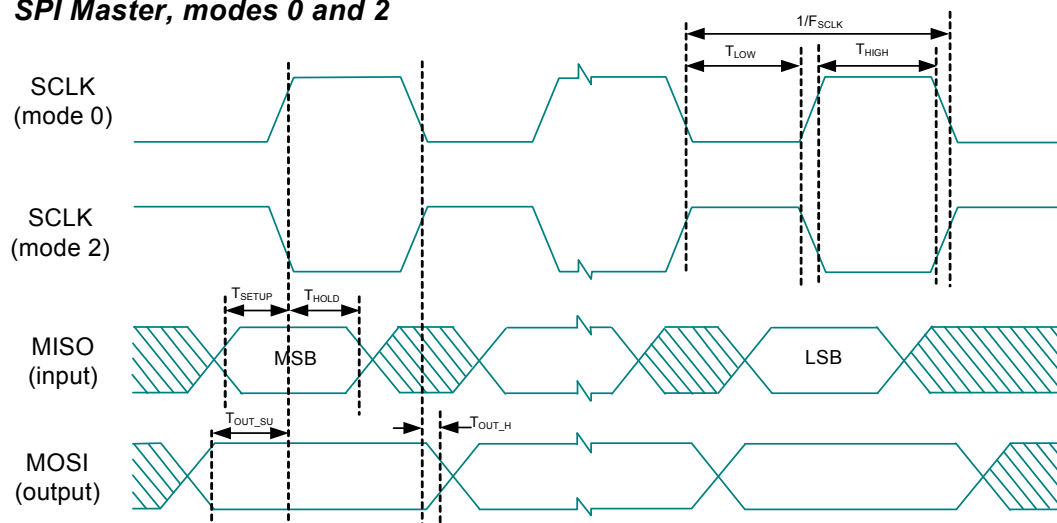 SPI Master, modes 0 and 2
1/FSCLK
TLOW
THIGH
SCLK
(mode 0)
SCLK
(mode 2)
TSETUP
THOLD
MISO
(input)
MSB
LSB
TOUT_SU
TOUT_H
MOSI
(output)